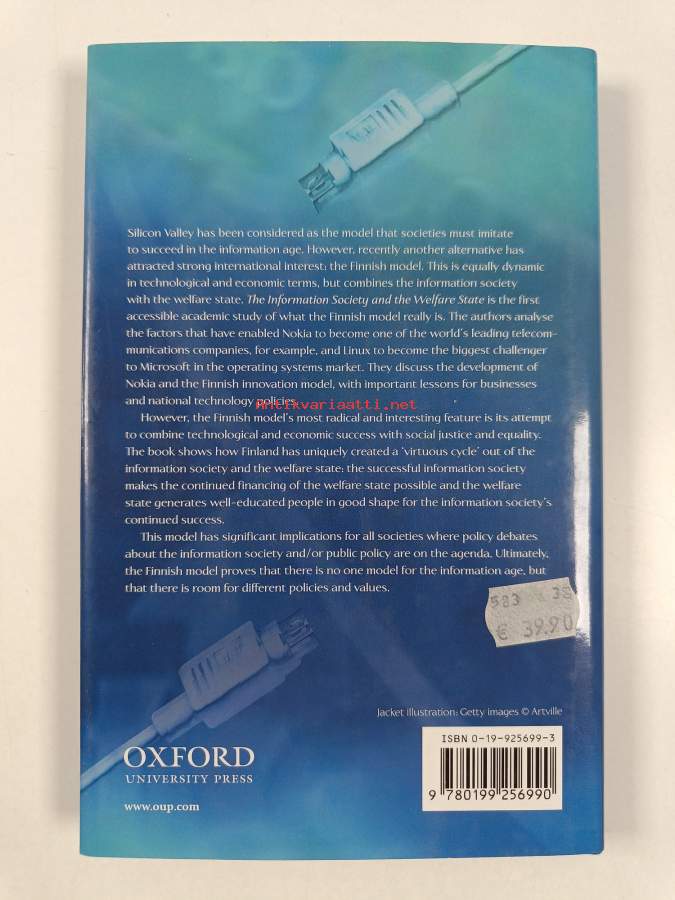 Silicon Valley has been considered as the model that societies must imitate
to succeed in the information age. However, recently another alternative has
attracted strong international interest: the Finnish model. This is equally dynamic
in technological and economic terms, but combines the information society
with the welfare state. The Information Society and the Welfare State is the first
accessible academic study of what the Finnish model really is. The authors analyse
the factors that have enabled Nokia to become one of the world's leading telecom-
munications companies, for example, and Linux to become the biggest challenger
to Microsoft in the operating systems market. They discuss the development of
Nokia and the Finnish innovation model, with important lessons for businesses
and national technology policies.
antikvariaatti.net
However, the Finnish model's most radical and interesting feature is its attempt
to combine technological and economic success with social justice and equality.
The book shows how Finland has uniquely created a 'virtuous cycle' out of the
information society and the welfare state: the successful information society
makes the continued financing of the welfare state possible and the welfare
state generates well-educated people in good shape for the information society's
continued success.
This model has significant implications for all societies where policy debates
about the information society and/or public policy are on the agenda. Ultimately,
the Finnish model proves that there is no one model for the information age, but
that there is room for different policies and values.
583
€ 39.90
Jacket illustration: Getty images © Artville
OXFORD
UNIVERSITY PRESS
www.oup.com
ISBN 0-19-925699-3
9 780199 256990